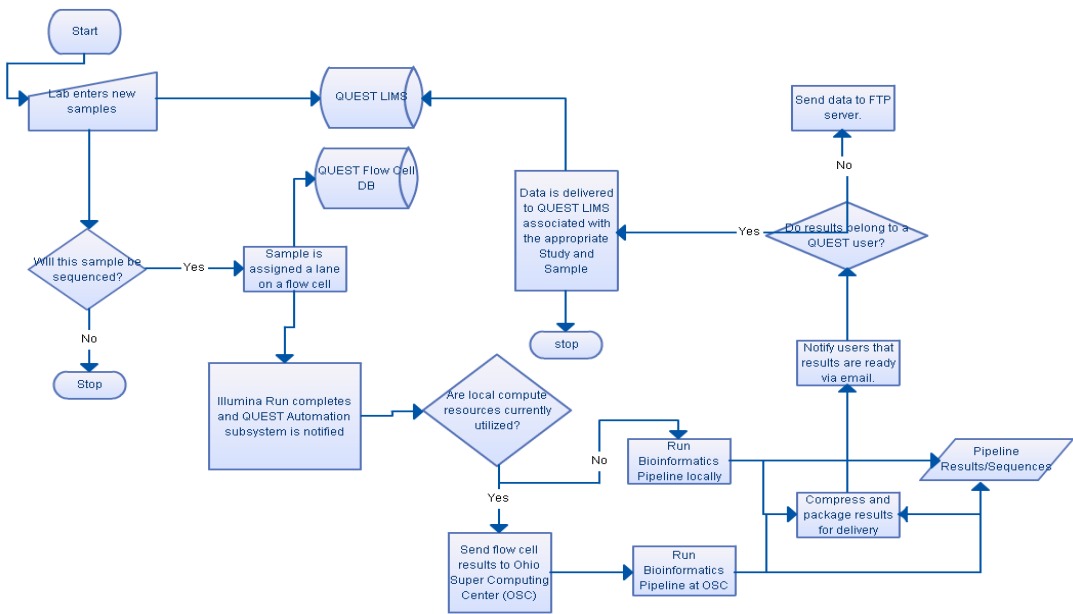 Start
Lab enters new
samples
QUEST LIMS
QUEST Flow Cell
DB
Will this sample be
sequenced?
Yes
Sample is
assigned a lane
on a flow cell
No
Stop
Illumina Run completes
and QUEST Automation
subsystem is notified
Are local compute
resources currently
utilized?
No
Run
Bioinformatics
Pipeline locally
Yes
Send flow cell
results to Ohio
Super Computing
Center (OSC)
Run
Bioinformatics
Pipeline at OSC
Pipeline
Results/Sequences
Compress and
package results
for delivery
Notify users that
results are ready
via email.
Do results belong to a
QUEST user?
No
Send data to FTP
server.
Yes
Data is delivered
to QUEST LIMS
associated with
the appropriate
Study and
Sample
stop